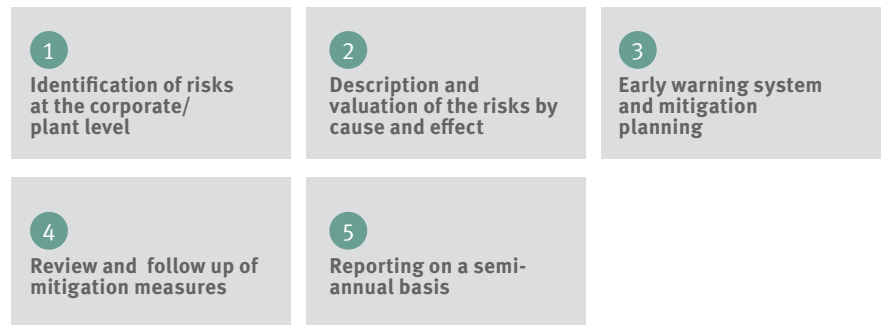 1
Identification of risks
at the corporate/
plant level
2
Description and
valuation of the risks by
cause and effect
3
Early warning system
and mitigation
planning
4
Review and follow up of
mitigation measures
5
Reporting on a semi-
annual basis